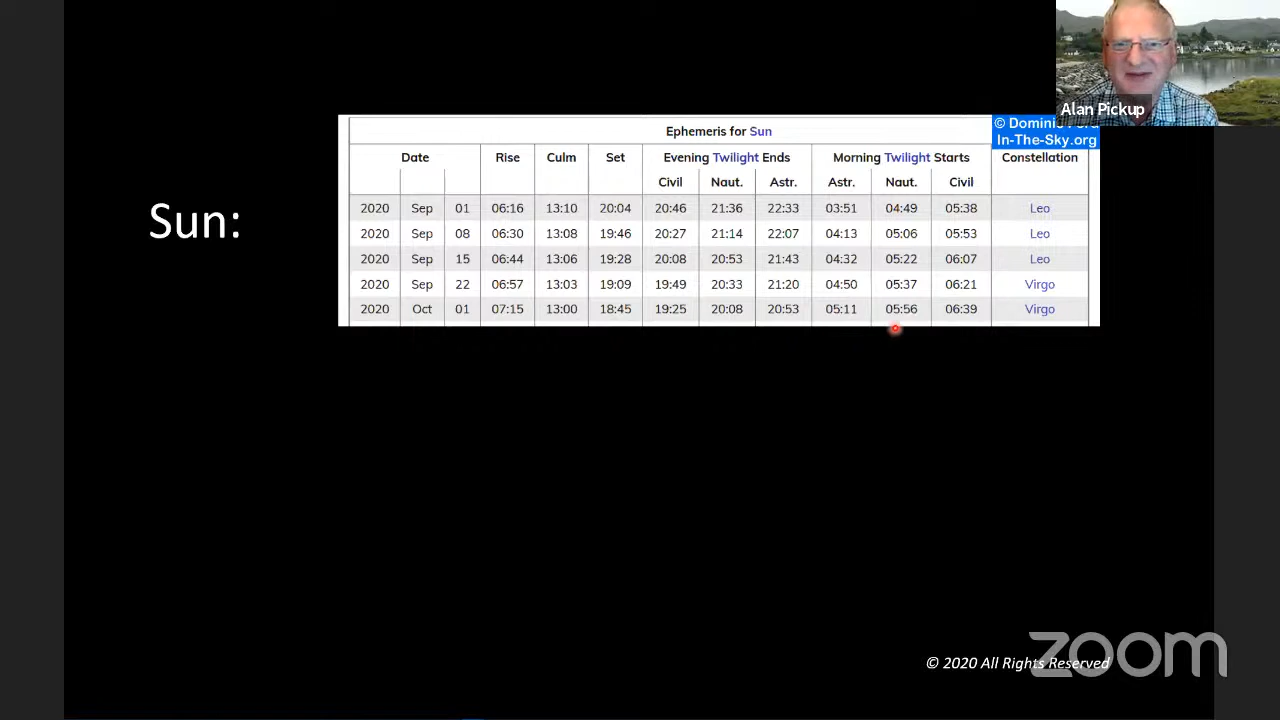 Alan Pickup
Ephemeris for Sun
© Dominic Ford
In-The-Sky.org
Date Rise Culm Set Evening Twilight Ends Morning Twilight Starts Constellation
Civil Naut. Astr. Astr. Naut. Civil
Sun:
2020 Sep 01 06:16 13:10 20:04 20:46 21:36 22:33 03:51 04:49 05:38 Leo
2020 Sep 08 06:30 13:08 19:46 20:27 21:14 22:07 04:13 05:06 05:53 Leo
2020 Sep 15 06:44 13:06 19:28 20:08 20:53 21:43 04:32 05:22 06:07 Leo
2020 Sep 22 06:57 13:03 19:09 19:49 20:33 21:20 04:50 05:37 06:21 Virgo
2020 Oct 01 07:15 13:00 18:45 19:25 20:08 20:53 05:11 05:56 06:39 Virgo
© 2020 All Rights Reserved
zoom